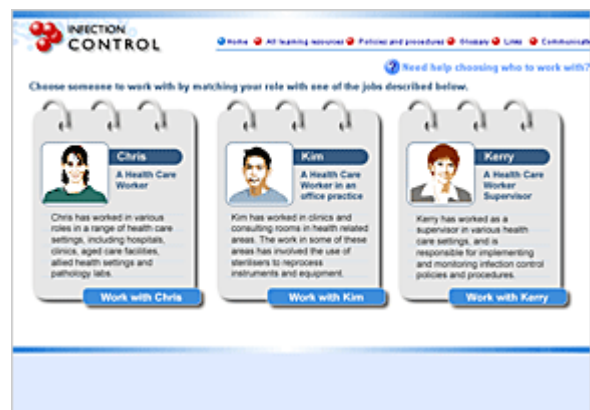 INFECTION
CONTROL
Home All learning resources Policies and procedures Glossary Links Communicate
Need help choosing who to work with?
Choose someone to work with by matching your role with one of the jobs described below.
Chris
A Health Care
Worker
Chris has worked in various
roles in a range of health care
settings, including hospitals,
clinics, aged care facilities,
allied health settings and
pathology labs.
Work with Chris
Kim
A Health Care
Worker in an
office practice
Kim has worked in clinics and
consulting rooms in health related
areas. The work in some of these
areas has involved the use of
sterilisers to reprocess
instruments and equipment.
Work with Kim
Kerry
A Health Care
Worker
Supervisor
Kerry has worked as a
supervisor in various health
care settings, and is
responsible for implementing
and monitoring infection control
policies and procedures.
Work with Kerry